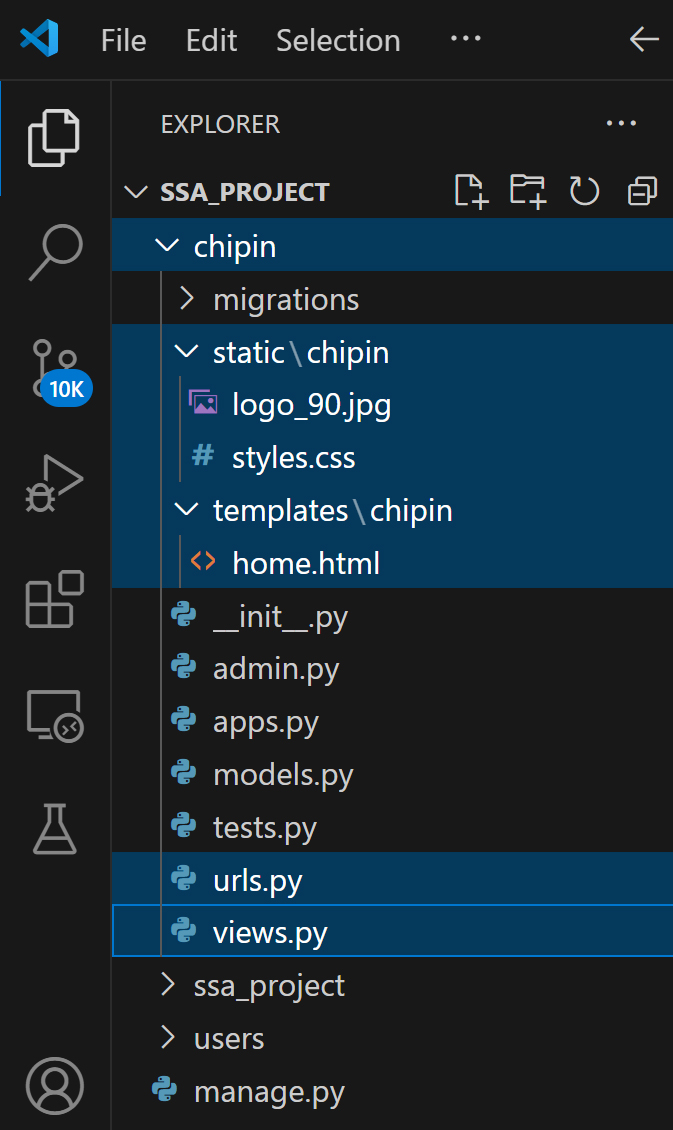 File Edit Selection ···
EXPLORER ···
SSA_PROJECT
chipin
migrations
static\chipin
logo_90.jpg
10K
# styles.css
templates\chipin
<> home.html
__init__.py
admin.py
apps.py
models.py
tests.py
urls.py
views.py
ssa_project
users
manage.py